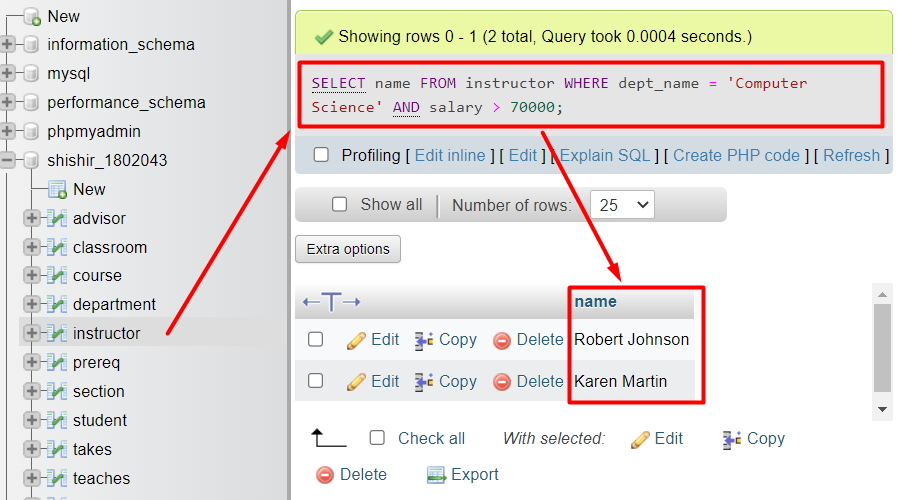 New
information_schema
mysql
performance_schema
phpmyadmin
shishir_1802043
New
advisor
classroom
course
department
instructor
prereq
section
student
takes
teaches
Showing rows 0 - 1 (2 total, Query took 0.0004 seconds.)
SELECT name FROM instructor WHERE dept_name = 'Computer
Science' AND salary > 70000;
Profiling [ Edit inline ] [ Edit ] [ Explain SQL ] [ Create PHP code ] [ Refresh ]
Show all Number of rows: 25
Extra options
name
Edit Copy Delete Robert Johnson
Edit Copy Delete Karen Martin
Check all With selected: Edit Copy
Delete Export